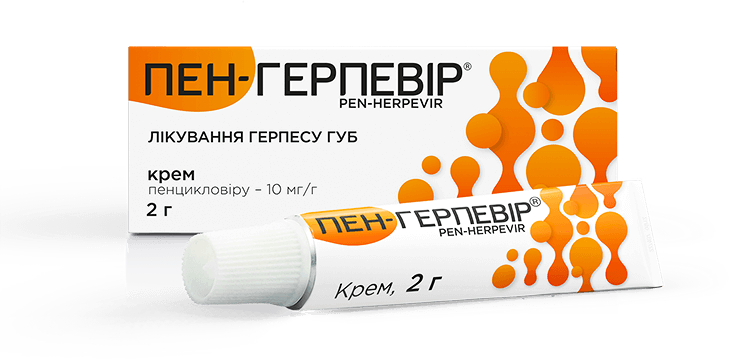 ПЕН-ГЕРПЕВІР®
PEN-HERPEVIR
ЛІКУВАННЯ ГЕРПЕСУ ГУБ
крем
пенцикловіру – 10 мг/г
2 г
ПЕН-ГЕРПЕВІР®
PEN-HERPEVIR
Крем, 2 г